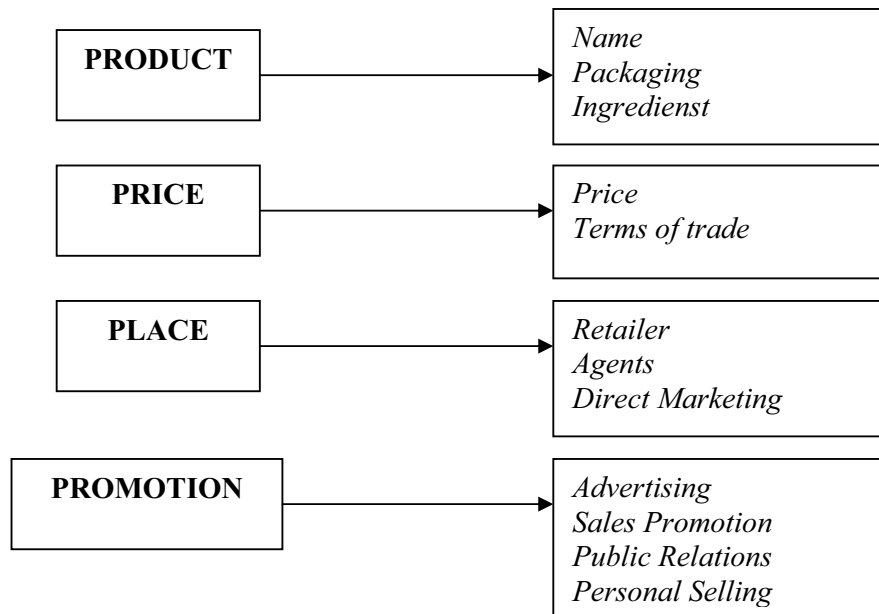 PRODUCT
Name
Packaging
Ingredienst
PRICE
Price
Terms of trade
PLACE
Retailer
Agents
Direct Marketing
PROMOTION
Advertising
Sales Promotion
Public Relations
Personal Selling